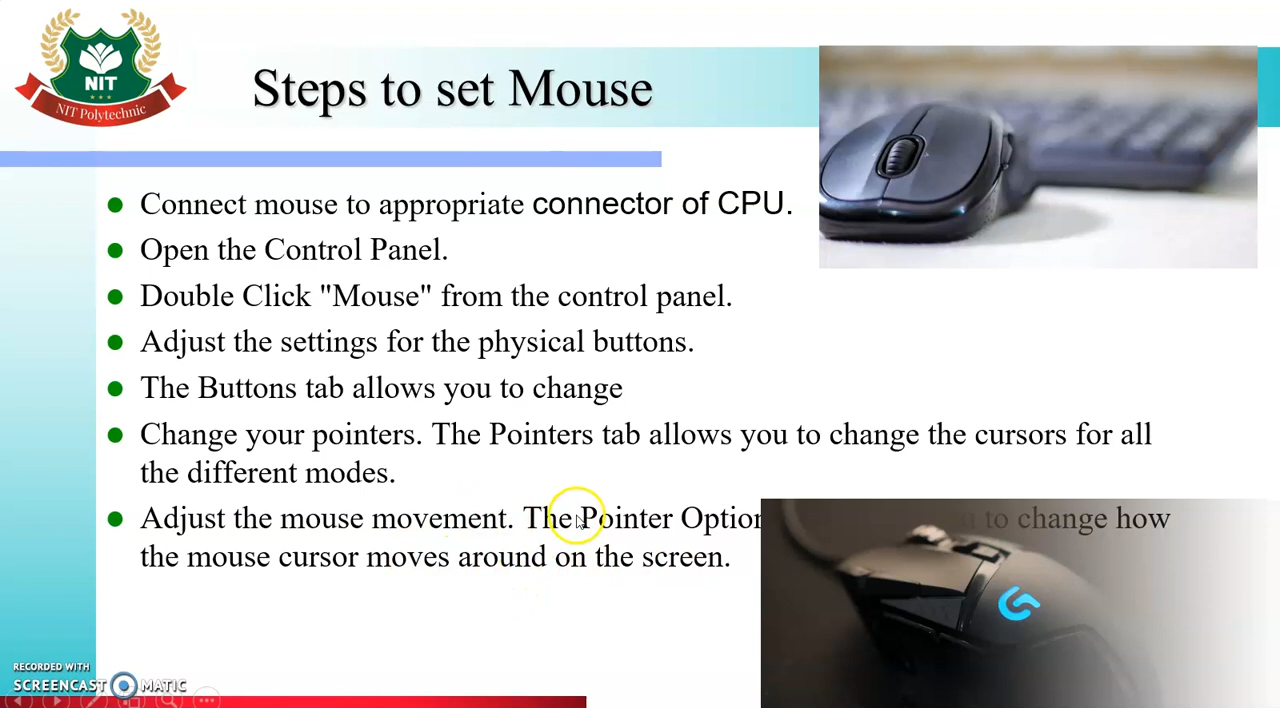 NIT
NIT Polytechnic
Steps to set Mouse
Connect mouse to appropriate connector of CPU.
Open the Control Panel.
Double Click "Mouse" from the control panel.
Adjust the settings for the physical buttons.
The Buttons tab allows you to change
Change your pointers. The Pointers tab allows you to change the cursors for all
the different modes.
Adjust the mouse movement. The Pointer to change how
the mouse cursor moves around on the screen.
RECORDED WITH
SCREENCAST MATIC